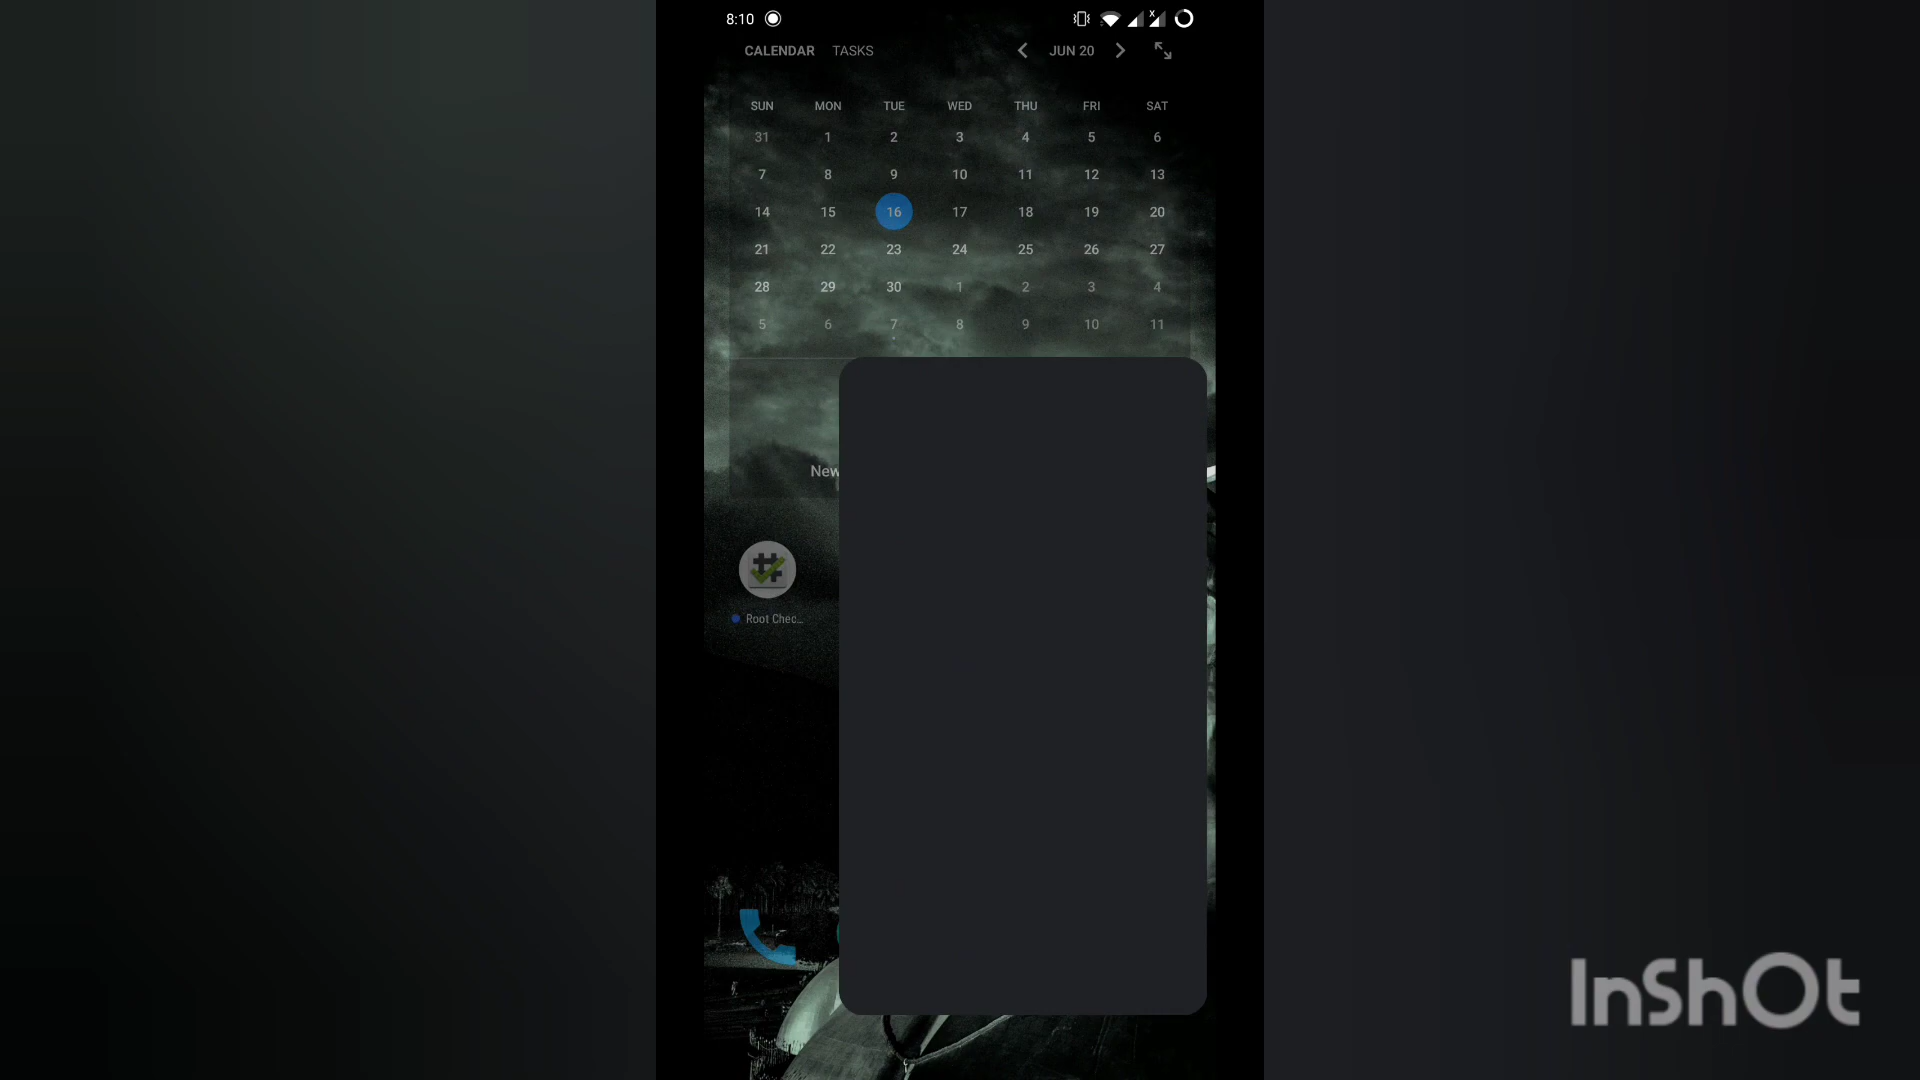 8:10
CALENDAR TASKS JUN 20
SUN MON TUE WED THU FRI SAT
31 1 2 3 4 5 6
7 8 9 10 11 12 13
14 15 16 17 18 19 20
21 22 23 24 25 26 27
28 29 30 1 2 3 4
5 6 7 8 9 10 11
New
Root Chec...
InShOt